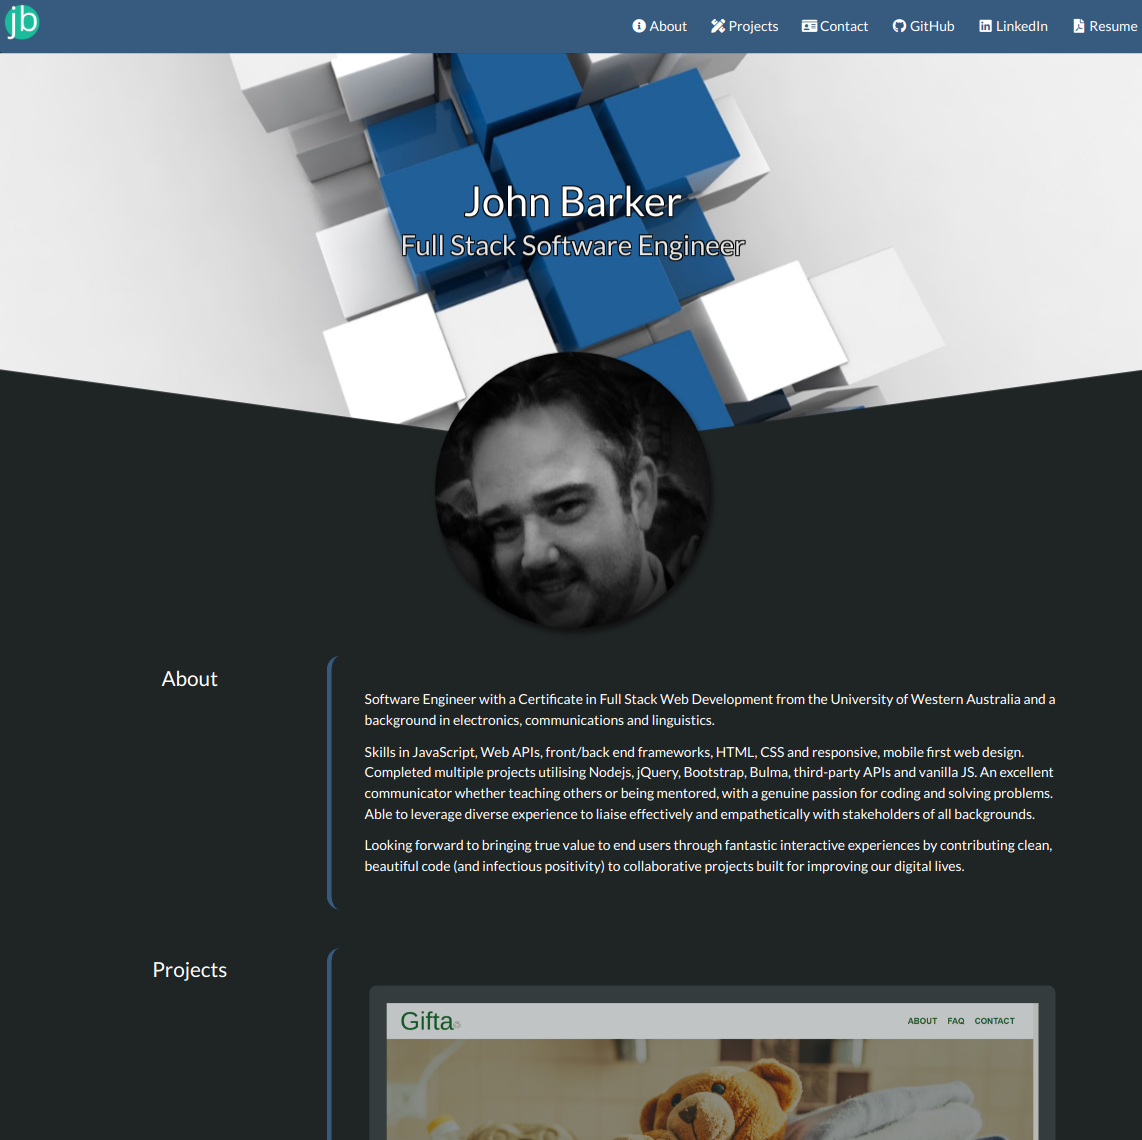 jb
About Projects Contact GitHub LinkedIn Resume
John Barker
Full Stack Software Engineer
About
Software Engineer with a Certificate in Full Stack Web Development from the University of Western Australia and a
background in electronics, communications and linguistics.
Skills in JavaScript, Web APIs, front/back end frameworks, HTML, CSS and responsive, mobile first web design.
Completed multiple projects utilising Nodejs, jQuery, Bootstrap, Bulma, third-party APIs and vanilla JS. An excellent
communicator whether teaching others or being mentored, with a genuine passion for coding and solving problems.
Able to leverage diverse experience to liaise effectively and empathetically with stakeholders of all backgrounds.
Looking forward to bringing true value to end users through fantastic interactive experiences by contributing clean,
beautiful code (and infectious positivity) to collaborative projects built for improving our digital lives.
Projects
Gifta
ABOUT FAQ CONTACT